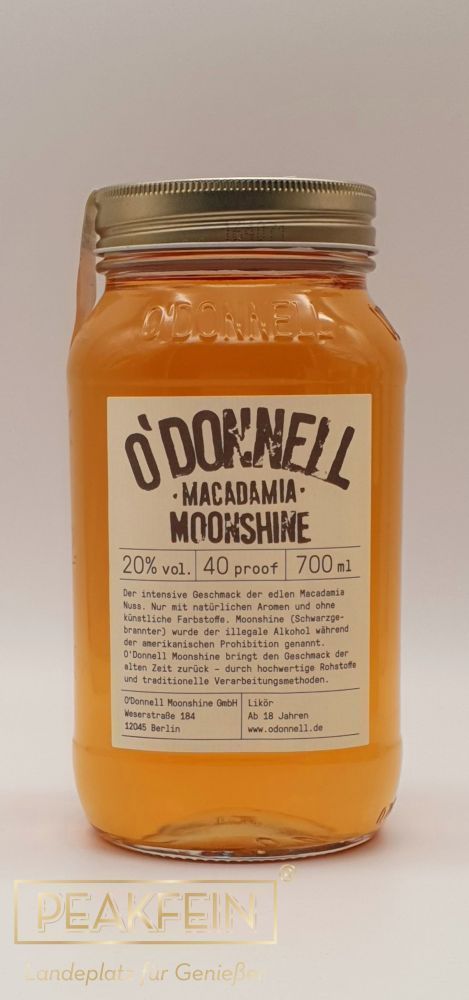 O'DONNELL
O'DONNELL
·MACADAMIA·
MOONSHINE
20% vol. 40 proof 700 ml
Der intensive Geschmack der edlen Macadamia
Nuss. Nur mit natürlichen Aromen und ohne
künstliche Farbstoffe. Moonshine (Schwarzge-
brannter) wurde der illegale Alkohol während
der amerikanischen Prohibition genannt.
O'Donnell Moonshine bringt den Geschmack der
alten Zeit zurück – durch hochwertige Rohstoffe
und traditionelle Verarbeitungsmethoden.
O'Donnell Moonshine GmbH
Weserstraße 184
12045 Berlin
Likör
Ab 18 Jahren
www.odonnell.de
PEAKFEIN®
Landeplatz für Genießer